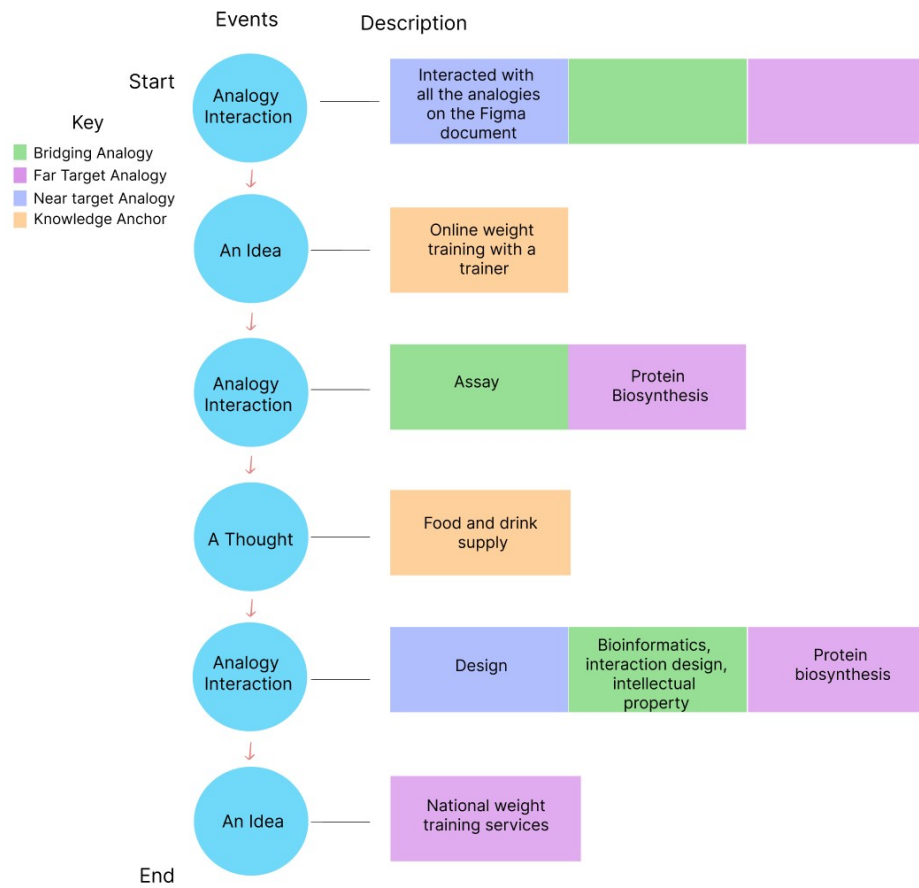 Events
Description
Start
Analogy
Interaction
Interacted with
all the analogies
on the Figma
document
Key
Bridging Analogy
Far Target Analogy
Near target Analogy
Knowledge Anchor
An Idea
Online weight
training with a
trainer
Analogy
Interaction
Assay
Protein
Biosynthesis
A Thought
Food and drink
supply
Analogy
Interaction
Design
Bioinformatics,
interaction design,
intellectual
property
Protein
biosynthesis
An Idea
National weight
training services
End